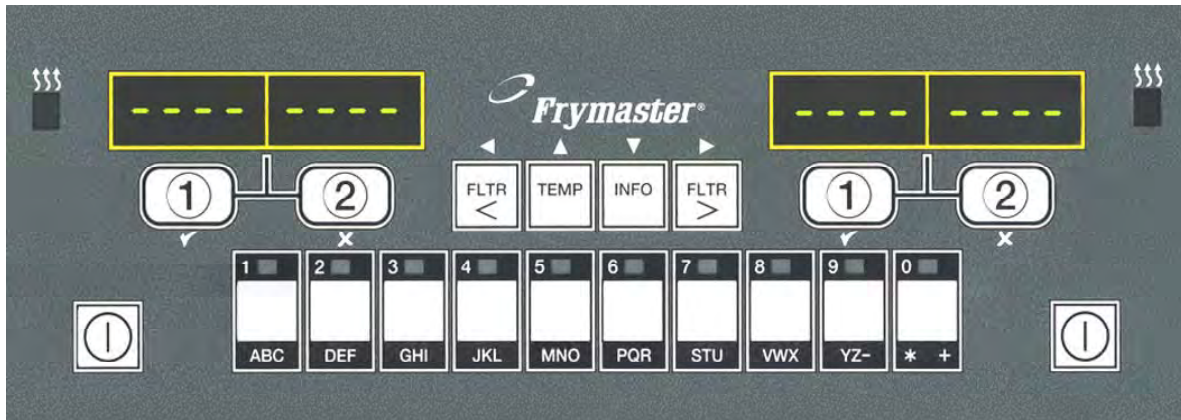 ---- ----
Frymaster®
---- ----
1 2
FLTR < TEMP INFO FLTR >
1 2
1 2 3 4 5 6 7 8 9 0
ABC DEF GHI JKL MNO PQR STU VWX YZ- * +